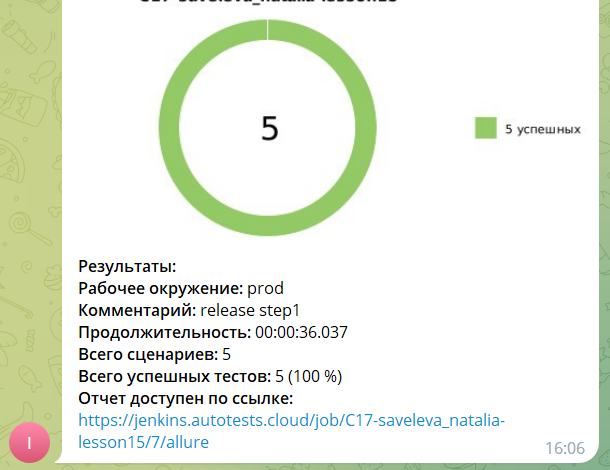 5
5 успешных
Результаты:
Рабочее окружение: prod
Комментарий: release step1
Продолжительность: 00:00:36.037
Всего сценариев: 5
Всего успешных тестов: 5 (100 %)
Отчет доступен по ссылке:
https://jenkins.autotests.cloud/job/C17-saveleva_natalia-
lesson15/7/allure
I
16:06